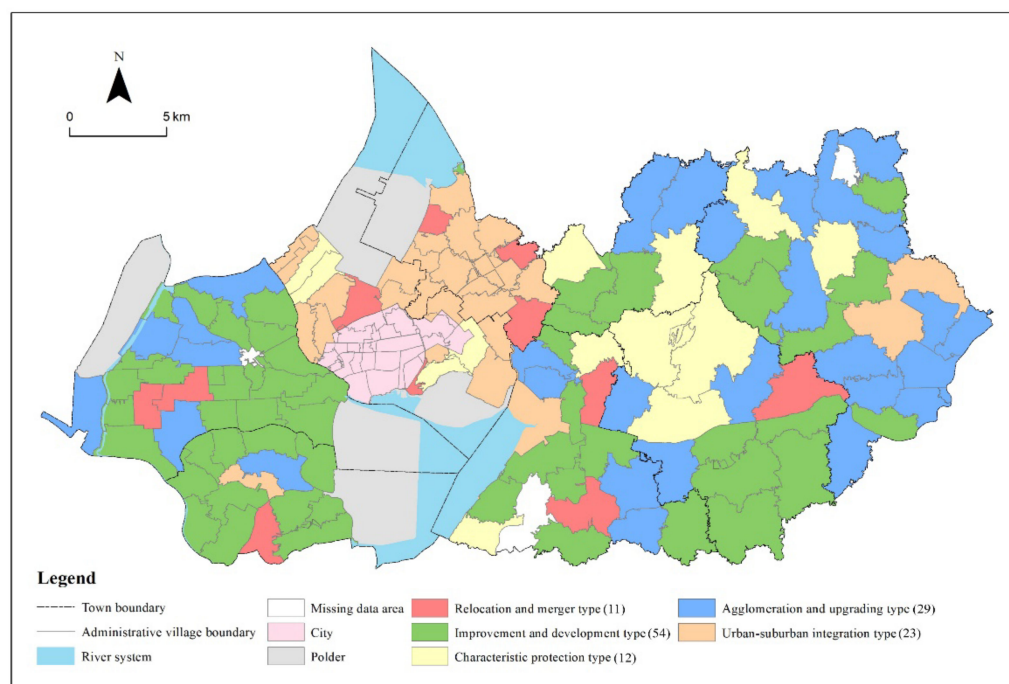 N
0 5 km
Legend
Town boundary
Administrative village boundary
River system
Missing data area
City
Polder
Relocation and merger type (11)
Improvement and development type (54)
Characteristic protection type (12)
Agglomeration and upgrading type (29)
Urban-suburban integration type (23)